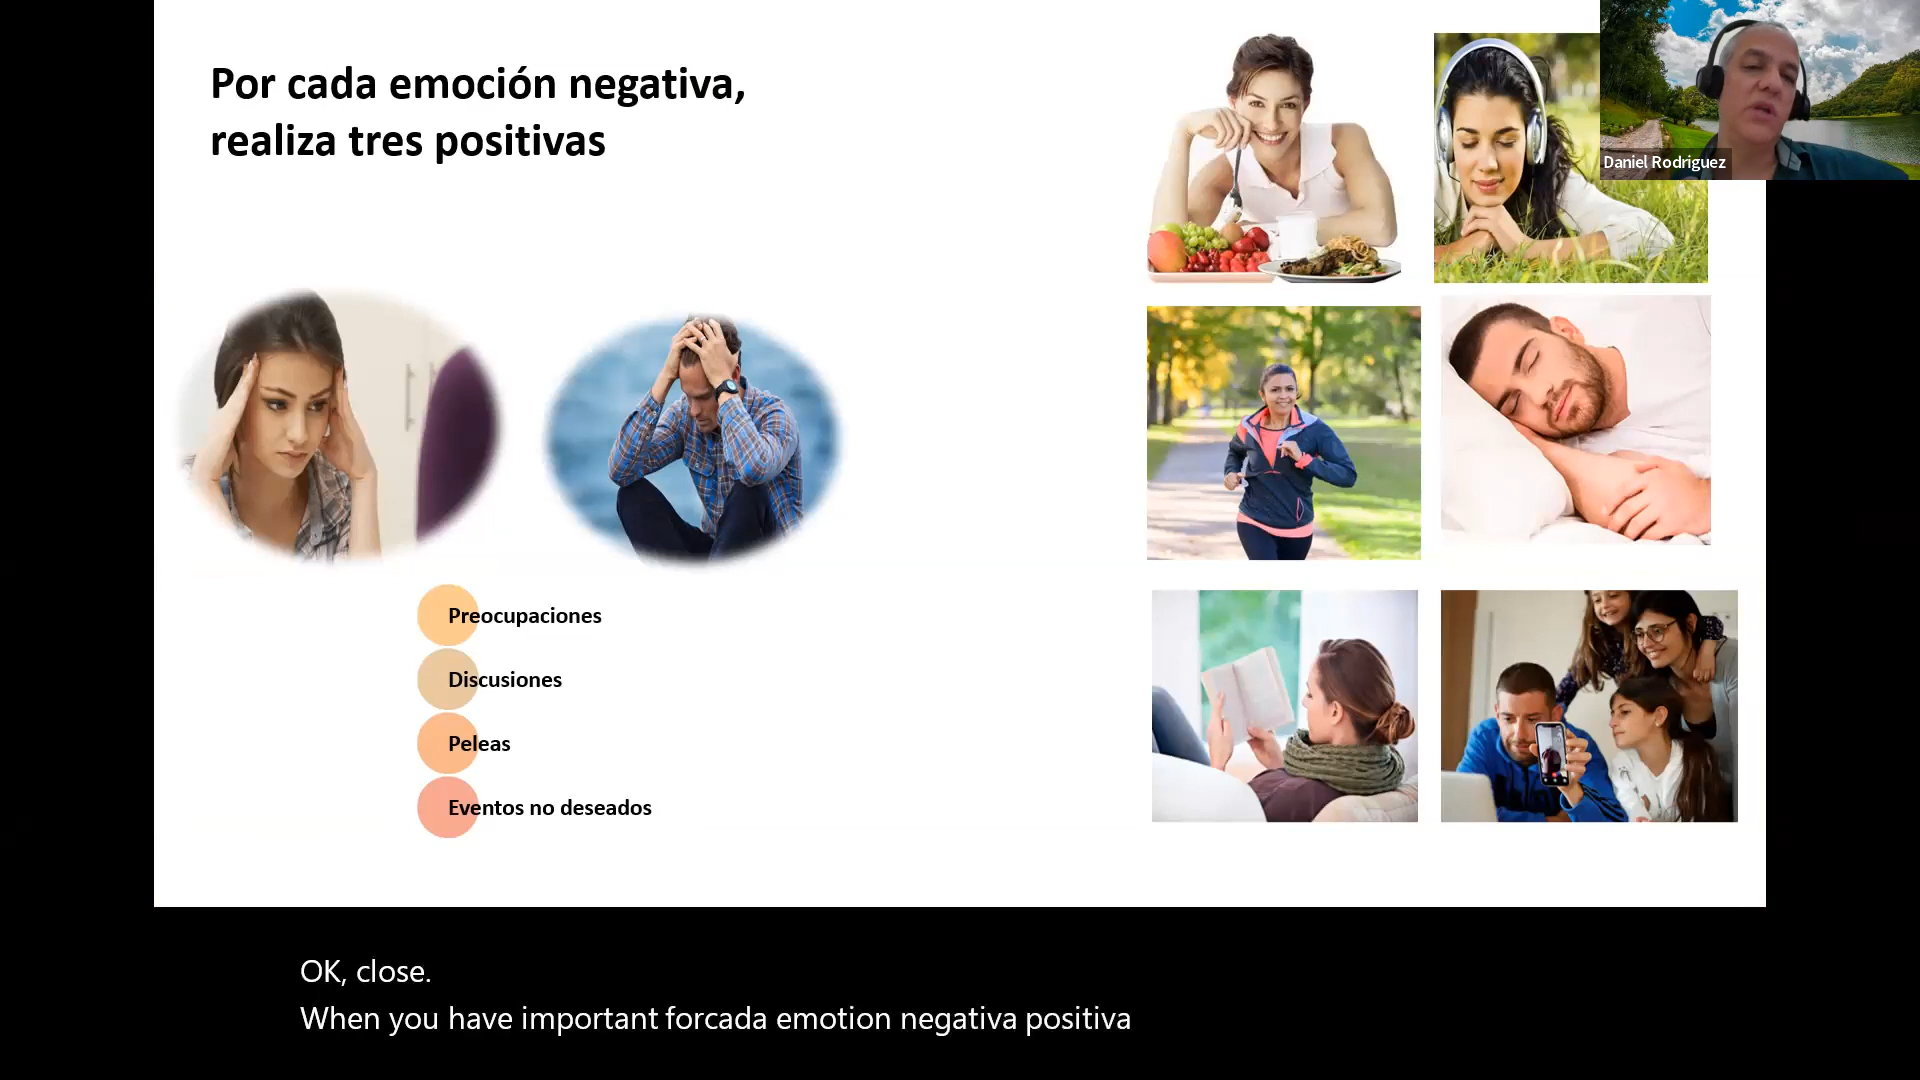 Por cada emoción negativa,
realiza tres positivas
Daniel Rodriguez
Preocupaciones
Discusiones
Peleas
Eventos no deseados
OK, close.
When you have important forcada emotion negativa positiva